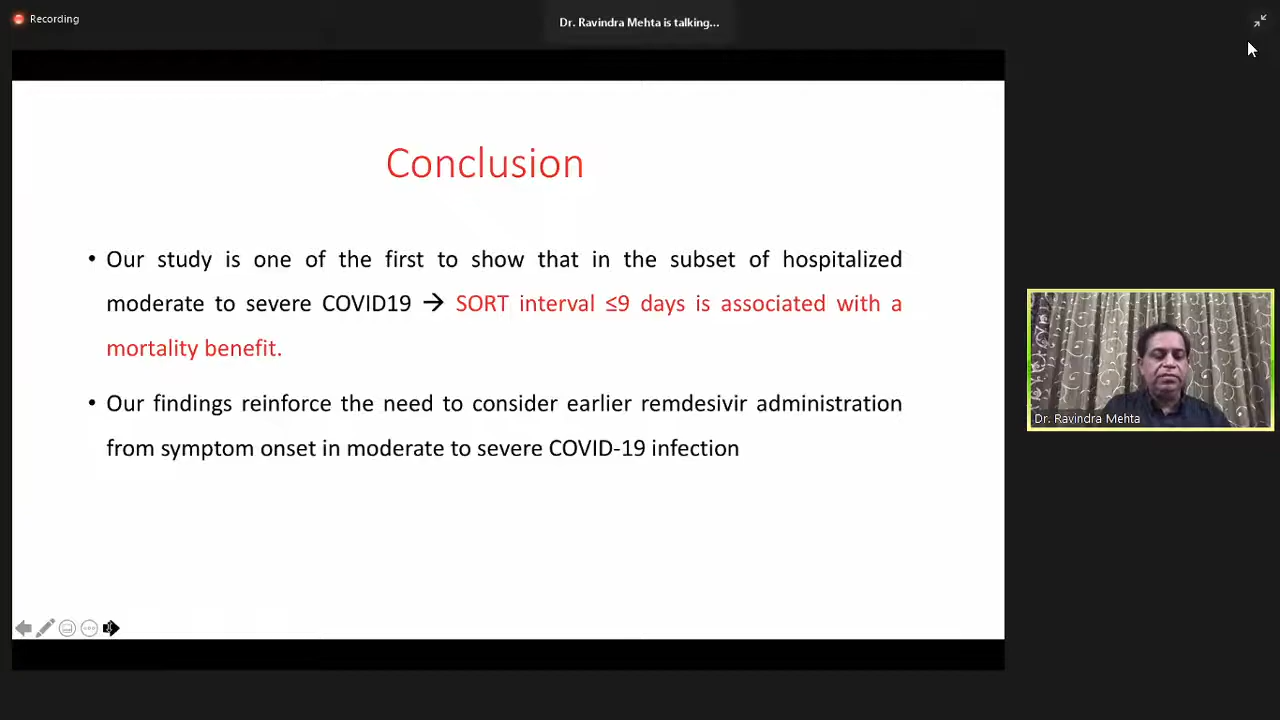 Recording
Dr. Ravindra Mehta is talking...
Conclusion
• Our study is one of the first to show that in the subset of hospitalized
moderate to severe COVID19 → SORT interval ≤9 days is associated with a
mortality benefit.
• Our findings reinforce the need to consider earlier remdesivir administration
from symptom onset in moderate to severe COVID-19 infection
Dr. Ravindra Mehta